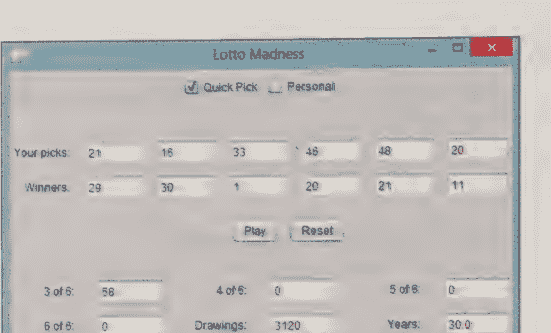 Lotto Madness
Quick Pick Personal
Your picks: 21 16 33 46 48 20
Winners: 29 30 1 20 21 11
Play Reset
3 of 6: 58 4 of 6: 0 5 of 6: 0
6 of 6: 0 Drawings: 3120 Years: 30.0